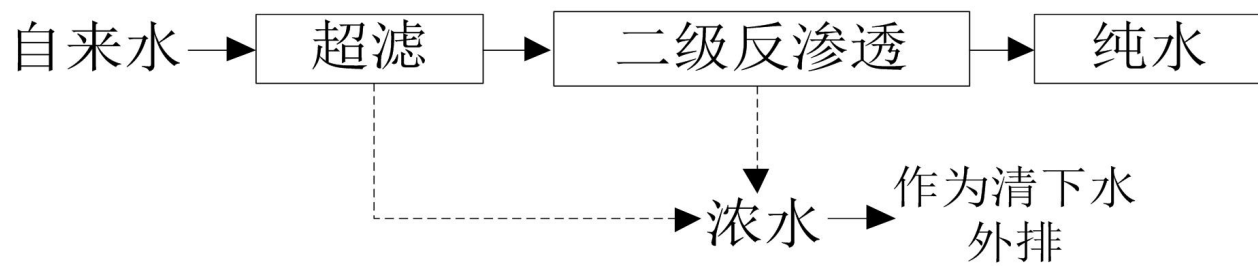 自来水
超滤
二级反渗透
纯水
浓水
作为清下水
外排